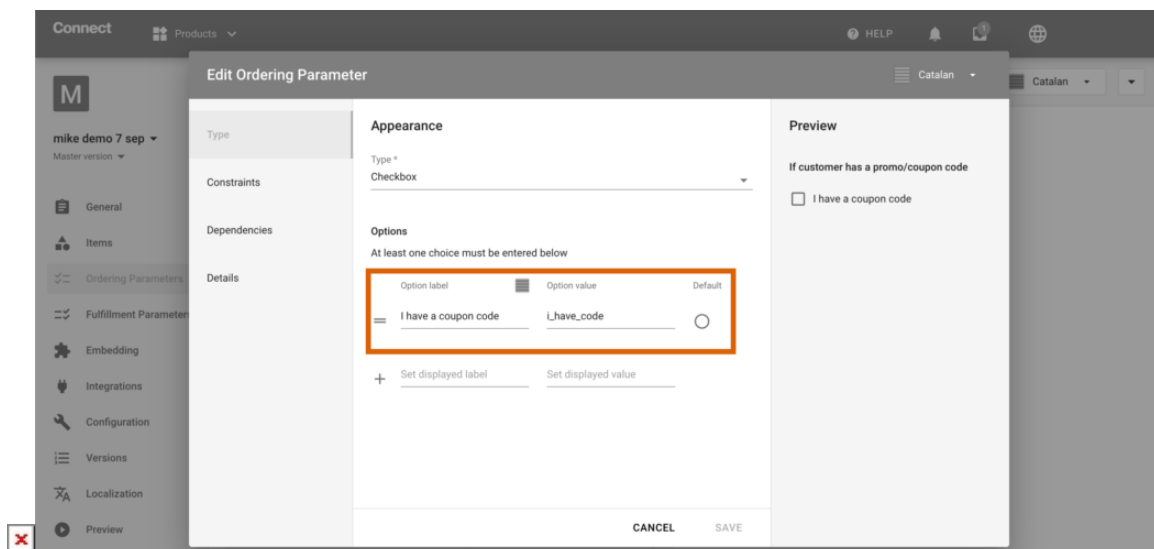 Connect
Products
HELP
1
Edit Ordering Parameter
Catalan
Catalan
M
mike demo 7 sep
Master version
General
Items
Ordering Parameters
Fulfillment Parameter
Embedding
Integrations
Configuration
Versions
Localization
Preview
Type
Constraints
Dependencies
Details
Appearance
Type *
Checkbox
Options
At least one choice must be entered below
Option label
Option value
Default
I have a coupon code
i_have_code
Set displayed label
Set displayed value
CANCEL
SAVE
Preview
If customer has a promo/coupon code
I have a coupon code